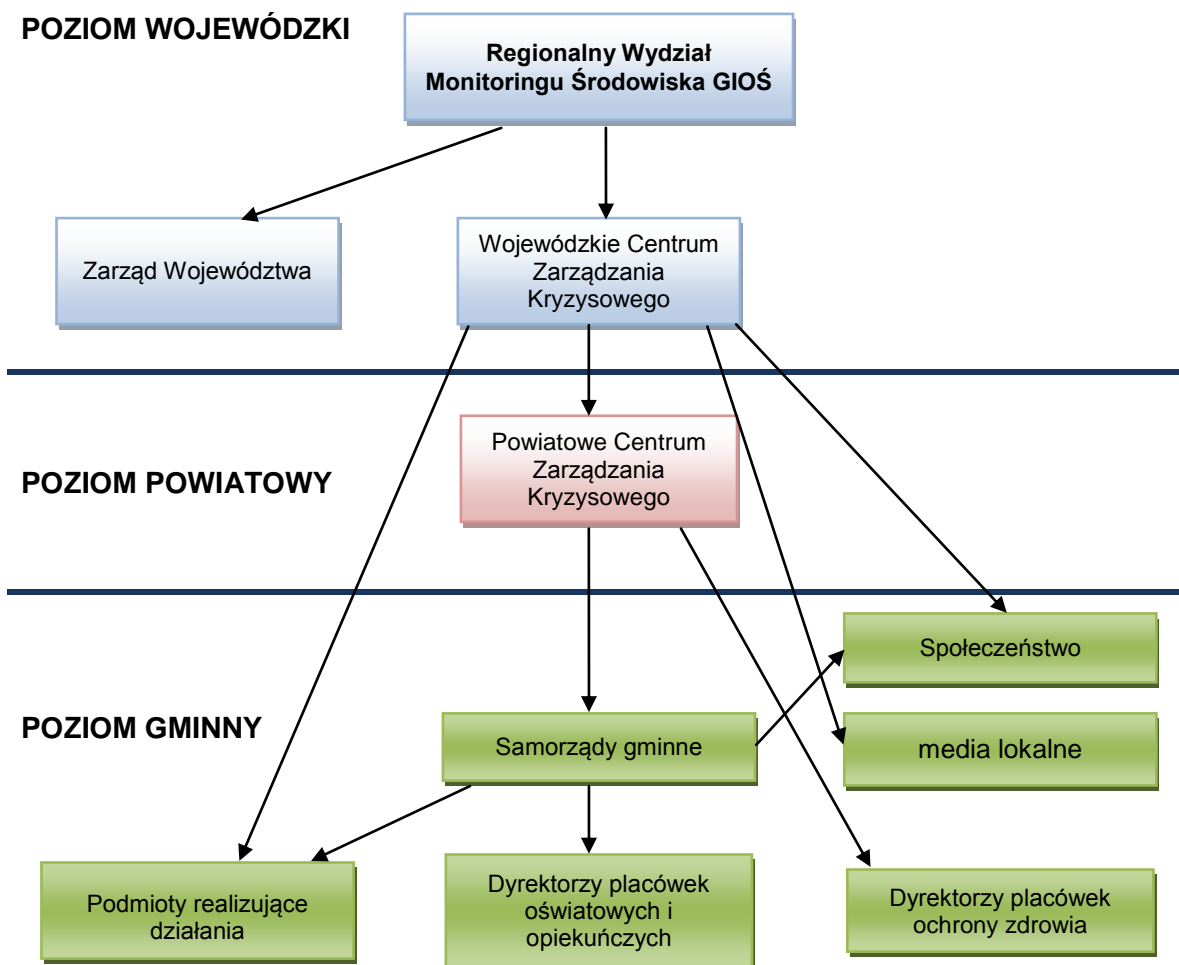 POZIOM WOJEWÓDZKI
Regionalny Wydział
Monitoringu Środowiska GIOŚ
Zarząd Województwa
Wojewódzkie Centrum
Zarządzania
Kryzysowego
POZIOM POWIATOWY
Powiatowe Centrum
Zarządzania
Kryzysowego
POZIOM GMINNY
Społeczeństwo
Samorządy gminne
media lokalne
Podmioty realizujące
działania
Dyrektorzy placówek
oświatowych i
opiekuńczych
Dyrektorzy placówek
ochrony zdrowia